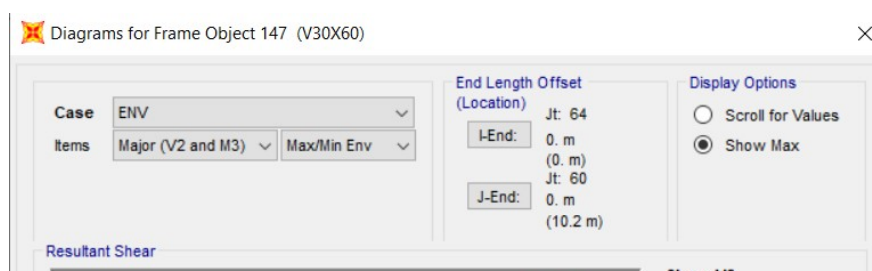 Diagrams for Frame Object 147 (V30X60)
Case ENV
Items Major (V2 and M3) Max/Min Env
End Length Offset
(Location)
Jt: 64
I-End: 0. m
(0. m)
Jt: 60
J-End: 0. m
(10.2 m)
Display Options
Scroll for Values
Show Max
Resultant Shear